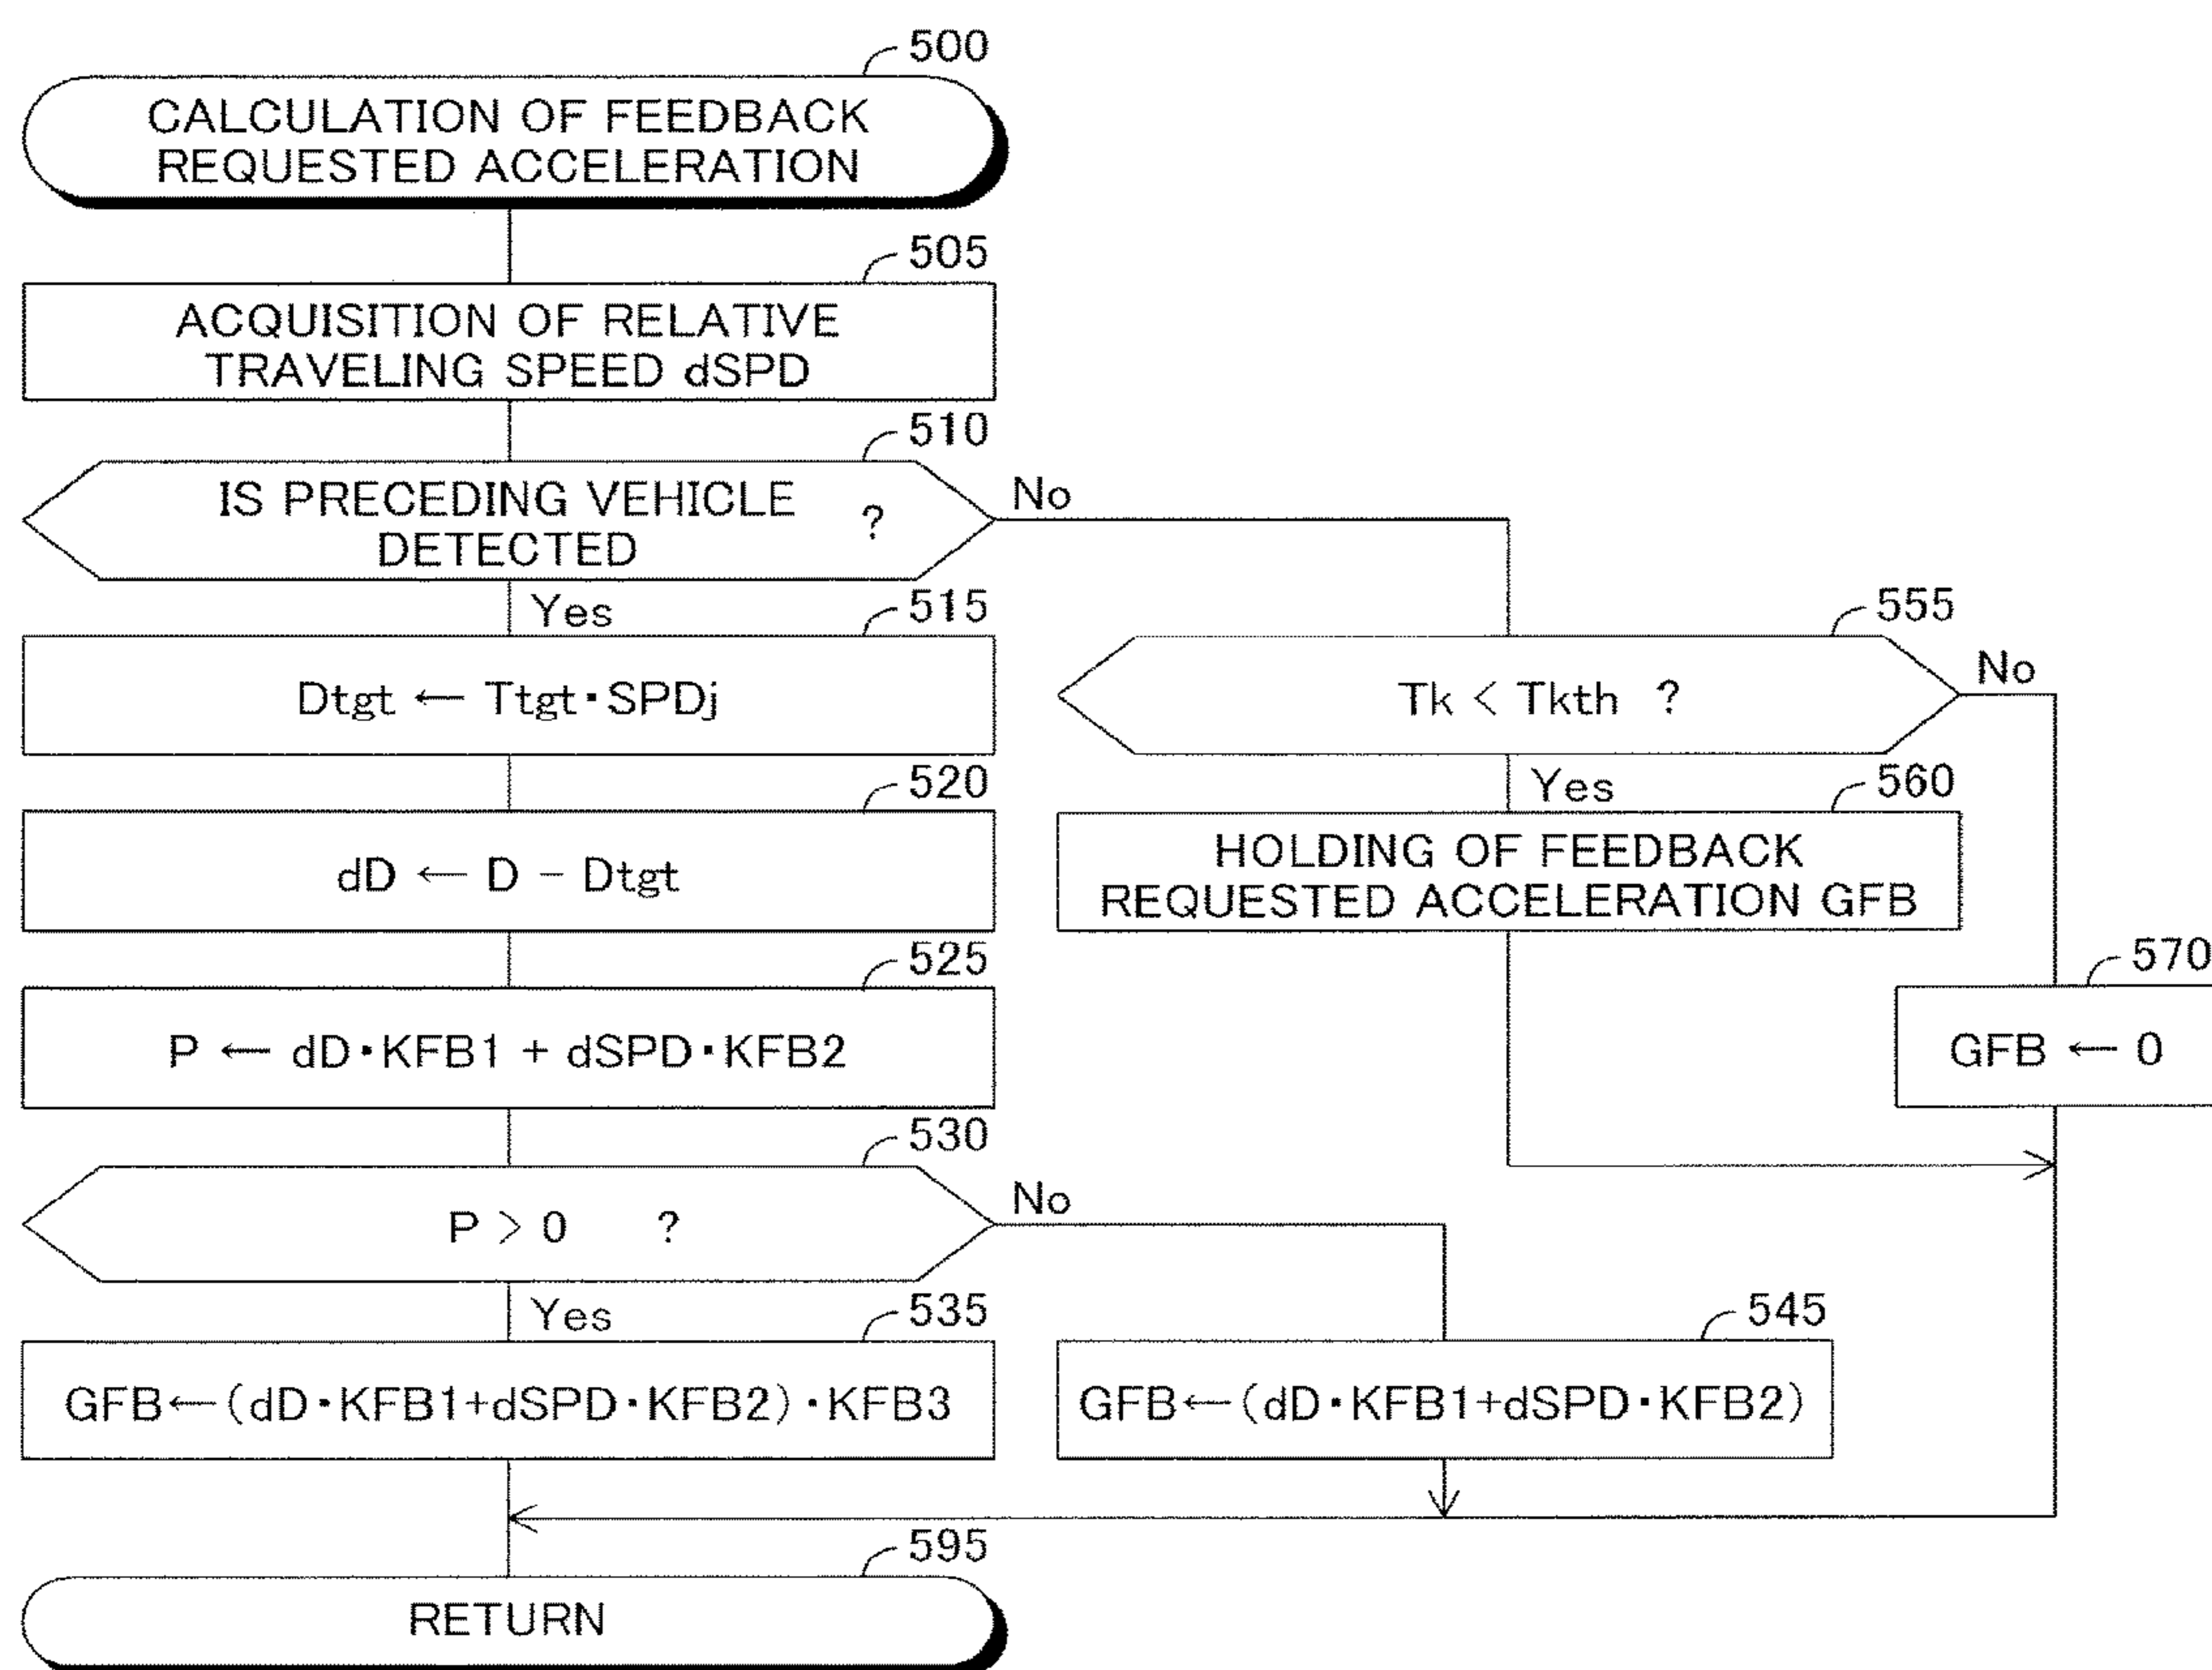 500
CALCULATION OF FEEDBACK
REQUESTED ACCELERATION
505
ACQUISITION OF RELATIVE
TRAVELING SPEED dSPD
510
IS PRECEDING VEHICLE
DETECTED ?
No
Yes
515
Dtgt ← Ttgt·SPDj
555
Tk < Tkth ?
No
Yes
520
dD ← D − Dtgt
560
HOLDING OF FEEDBACK
REQUESTED ACCELERATION GFB
525
P ← dD·KFB1 + dSPD·KFB2
570
GFB ← 0
530
P > 0 ?
No
Yes
535
GFB←(dD·KFB1+dSPD·KFB2)·KFB3
545
GFB←(dD·KFB1+dSPD·KFB2)
595
RETURN